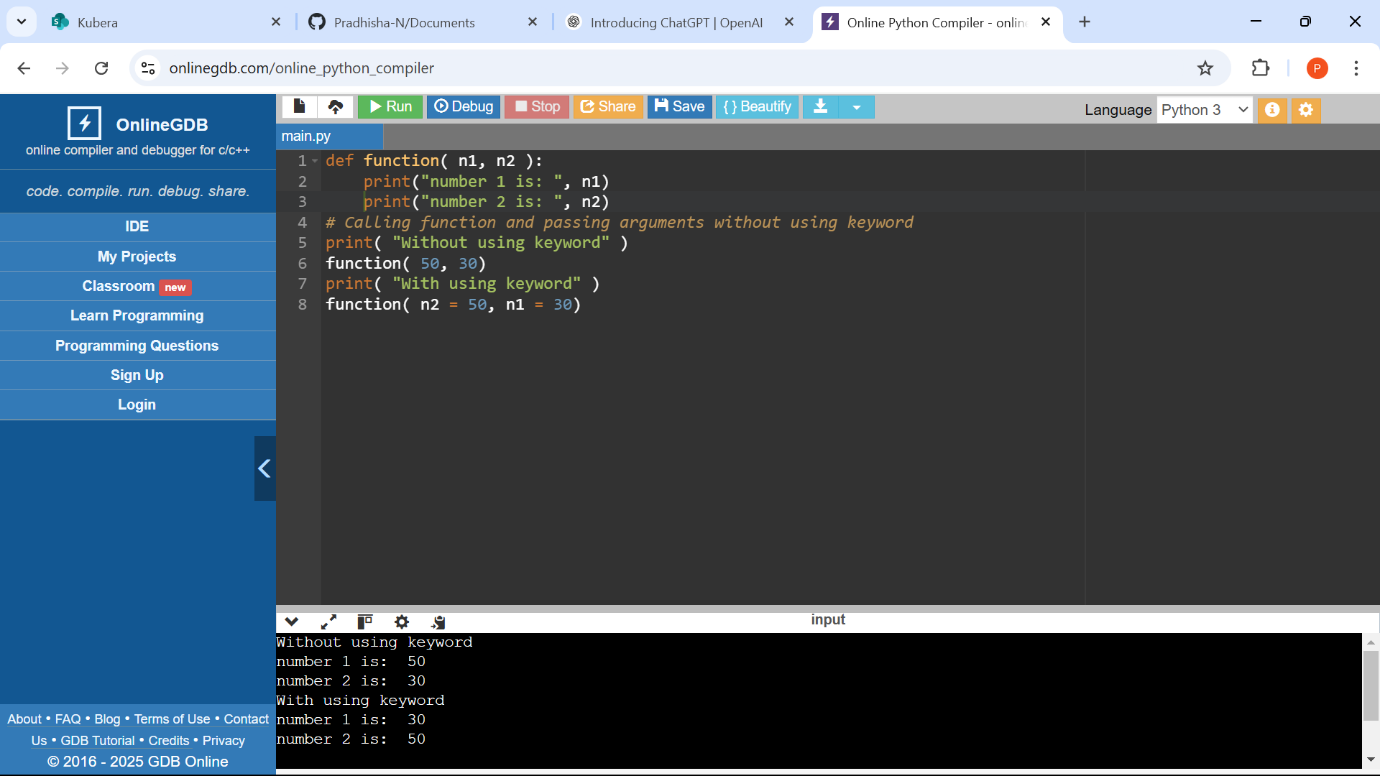 Kubera
Pradhisha-N/Documents
Introducing ChatGPT | OpenAI
Online Python Compiler - onlin
onlinegdb.com/online_python_compiler
P
OnlineGDB
online compiler and debugger for c/c++
code. compile. run. debug. share.
IDE
My Projects
Classroom new
Learn Programming
Programming Questions
Sign Up
Login
About • FAQ • Blog • Terms of Use • Contact
Us • GDB Tutorial • Credits • Privacy
© 2016 - 2025 GDB Online
Run Debug Stop Share Save { } Beautify
Language Python 3
main.py
1 def function( n1, n2 ):
2     print("number 1 is: ", n1)
3     print("number 2 is: ", n2)
4 # Calling function and passing arguments without using keyword
5 print( "Without using keyword" )
6 function( 50, 30)
7 print( "With using keyword" )
8 function( n2 = 50, n1 = 30)
input
Without using keyword
number 1 is:  50
number 2 is:  30
With using keyword
number 1 is:  30
number 2 is:  50